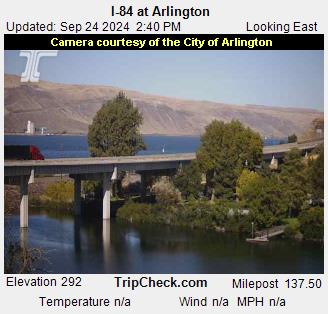 I-84 at Arlington
Updated: Sep 24 2024 2:40 PM Looking East
Camera courtesy of the City of Arlington
Elevation 292 TripCheck.com Milepost 137.50
Temperature n/a Wind n/a MPH n/a